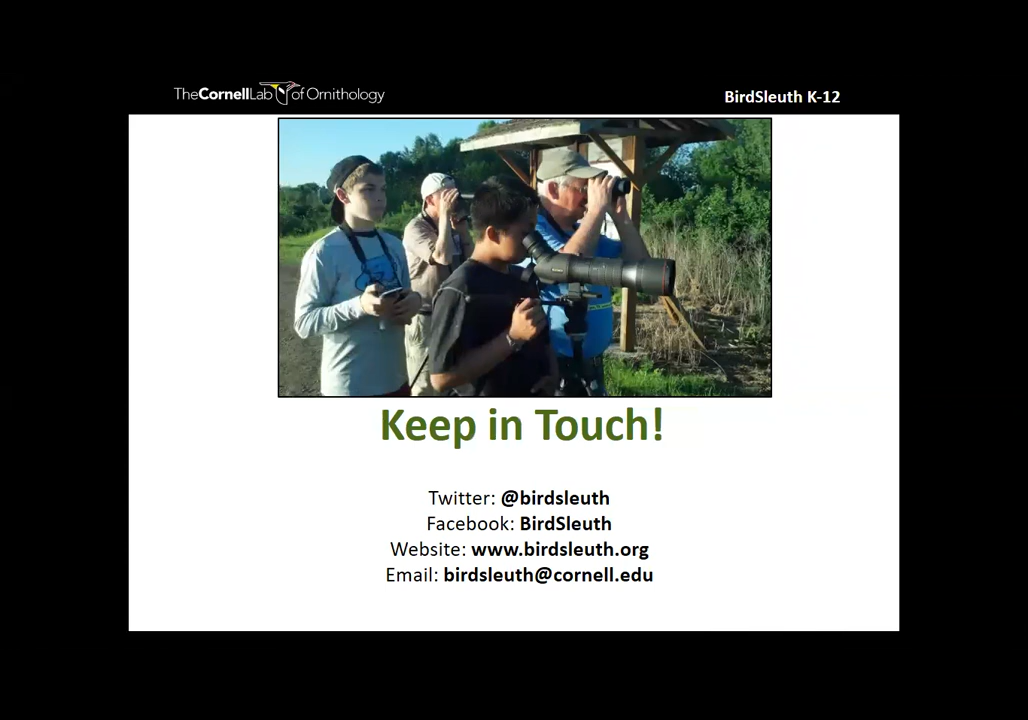 TheCornellLab of Ornithology
BirdSleuth K-12
Keep in Touch!
Twitter: @birdsleuth
Facebook: BirdSleuth
Website: www.birdsleuth.org
Email: birdsleuth@cornell.edu